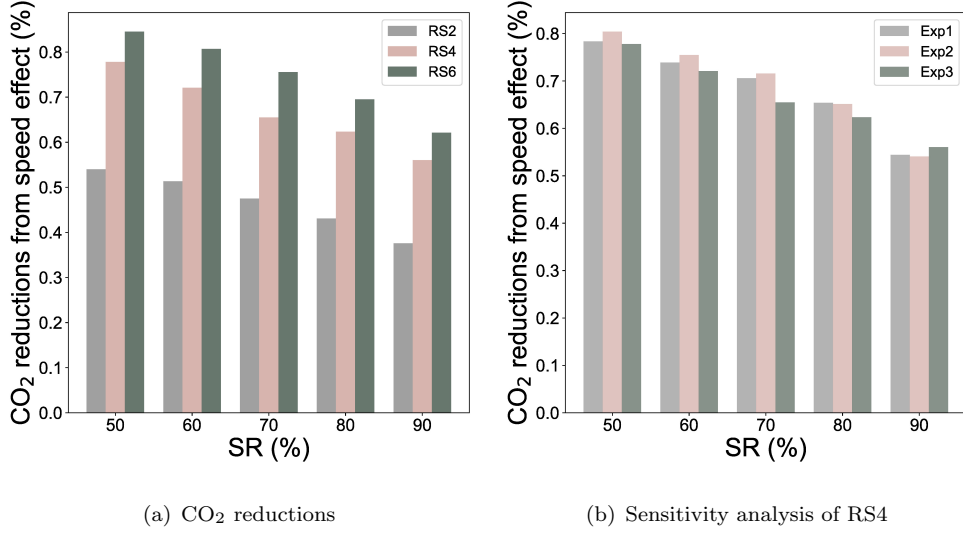 CO2 reductions from speed effect (%)
0.8
0.7
0.6
0.5
0.4
0.3
0.2
0.1
0.0
RS2
RS4
RS6
50 60 70 80 90
SR (%)
(a) CO2 reductions
CO2 reductions from speed effect (%)
0.8
0.7
0.6
0.5
0.4
0.3
0.2
0.1
0.0
Exp1
Exp2
Exp3
50 60 70 80 90
SR (%)
(b) Sensitivity analysis of RS4